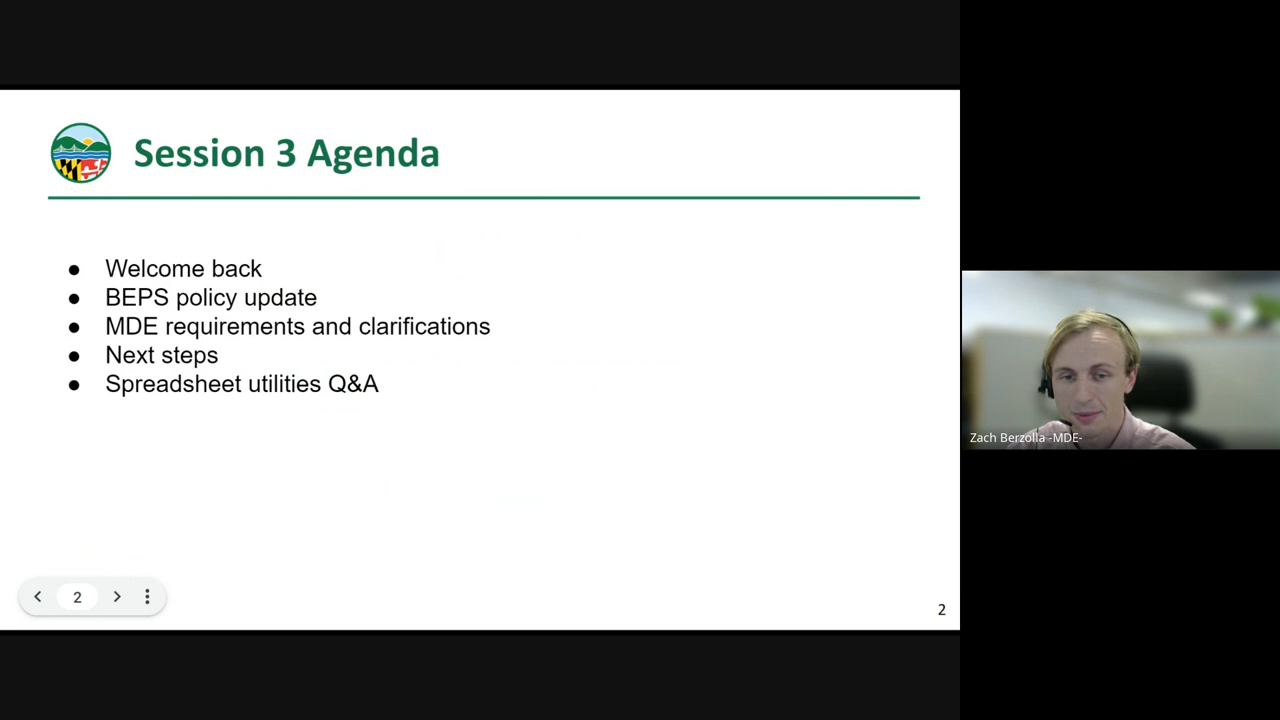 Session 3 Agenda
● Welcome back
● BEPS policy update
● MDE requirements and clarifications
● Next steps
● Spreadsheet utilities Q&A
2
2
Zach Berzolla -MDE-